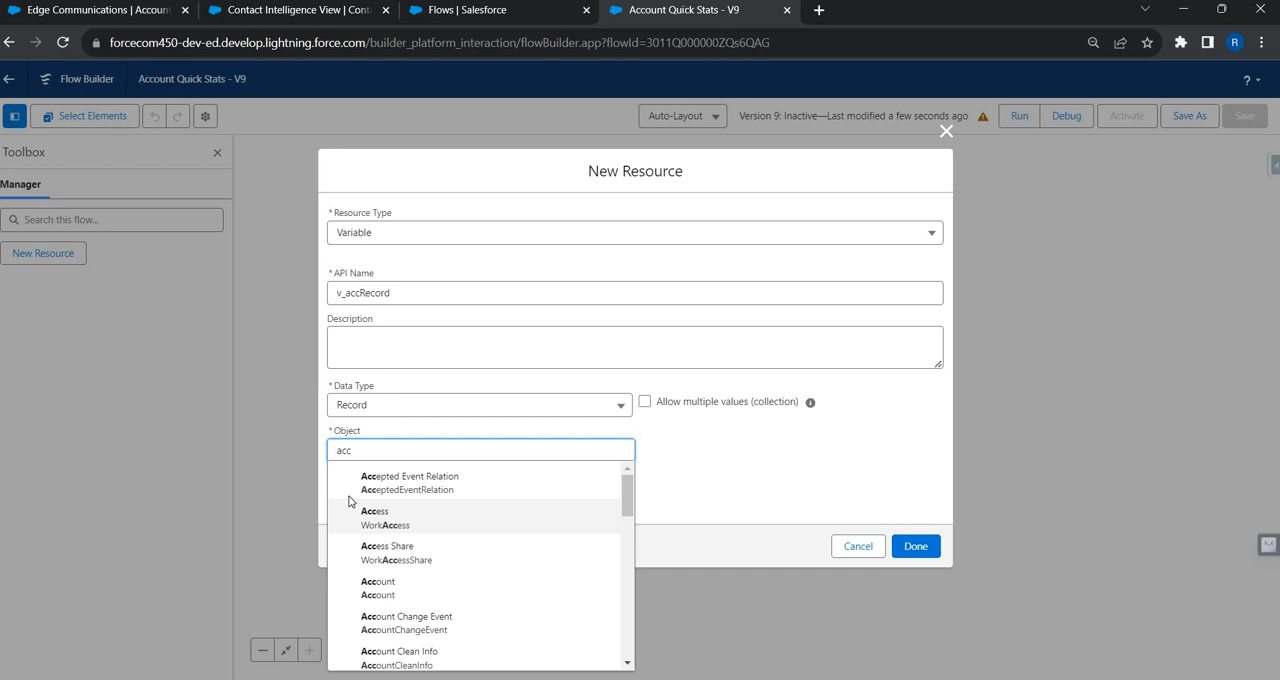 Edge Communications | Account
Contact Intelligence View | Cont
Flows | Salesforce
Account Quick Stats - V9
forcecom450-dev-ed.develop.lightning.force.com/builder_platform_interaction/flowBuilder.app?flowId=3011Q000000ZQs6QAG
R
Flow Builder
Account Quick Stats - V9
?
Select Elements
Auto-Layout
Version 9: Inactive—Last modified a few seconds ago
Run
Debug
Activate
Save As
Save
Toolbox
Manager
Search this flow...
New Resource
New Resource
* Resource Type
Variable
* API Name
v_accRecord
Description
* Data Type
Record
Allow multiple values (collection)
* Object
acc
Accepted Event Relation
AcceptedEventRelation
Access
WorkAccess
Access Share
WorkAccessShare
Account
Account
Account Change Event
AccountChangeEvent
Account Clean Info
AccountCleanInfo
Cancel
Done